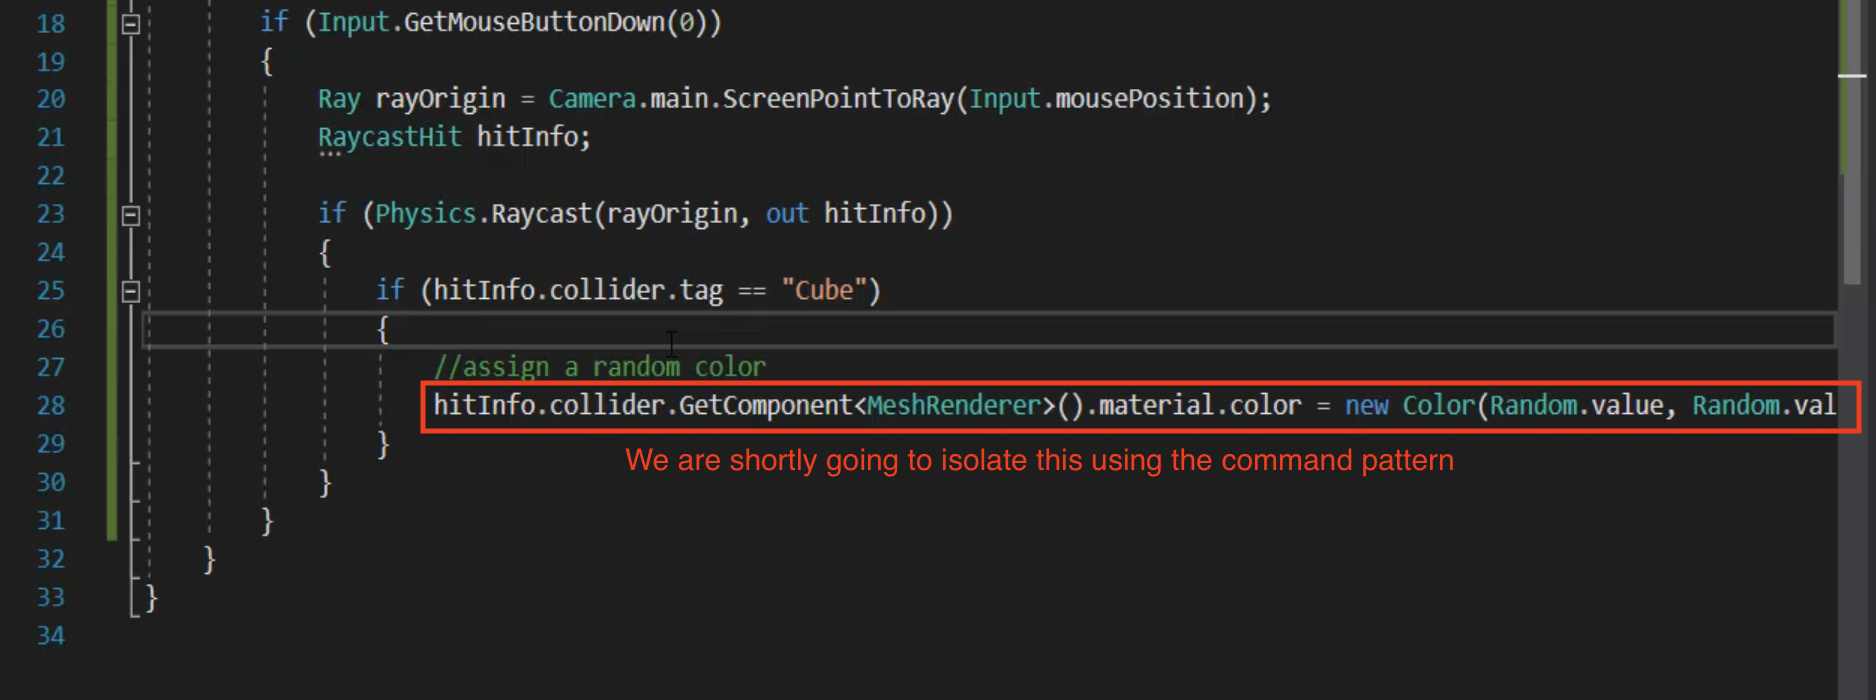 18 if (Input.GetMouseButtonDown(0))
19 {
20 Ray rayOrigin = Camera.main.ScreenPointToRay(Input.mousePosition);
21 RaycastHit hitInfo;
22
23 if (Physics.Raycast(rayOrigin, out hitInfo))
24 {
25 if (hitInfo.collider.tag == "Cube")
26 {
27 //assign a random color
28 hitInfo.collider.GetComponent<MeshRenderer>().material.color = new Color(Random.value, Random.val
29 }
We are shortly going to isolate this using the command pattern
30 }
31 }
32 }
33 }
34